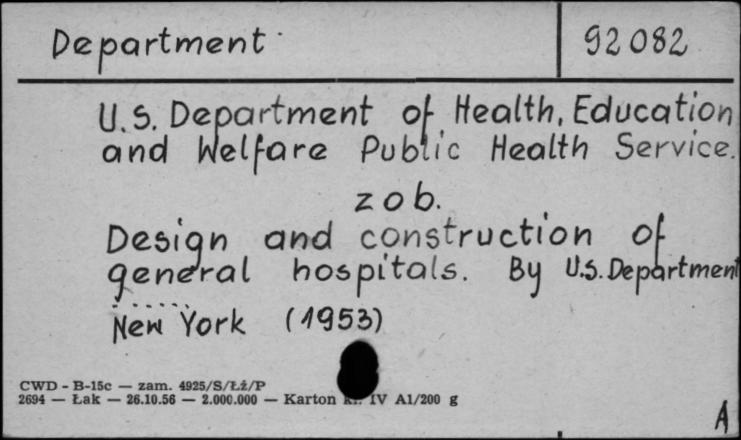 Department
92082
U.S. Department of Health, Education
and Welfare Public Health Service.
zob.
Design and construction of
general hospitals. By U.S. Department
......
New York (1953)
CWD - B-15c — zam. 4925/S/Łż/P
2694 — Łak — 26.10.56 — 2.000.000 — Karton kl. IV A1/200 g
A